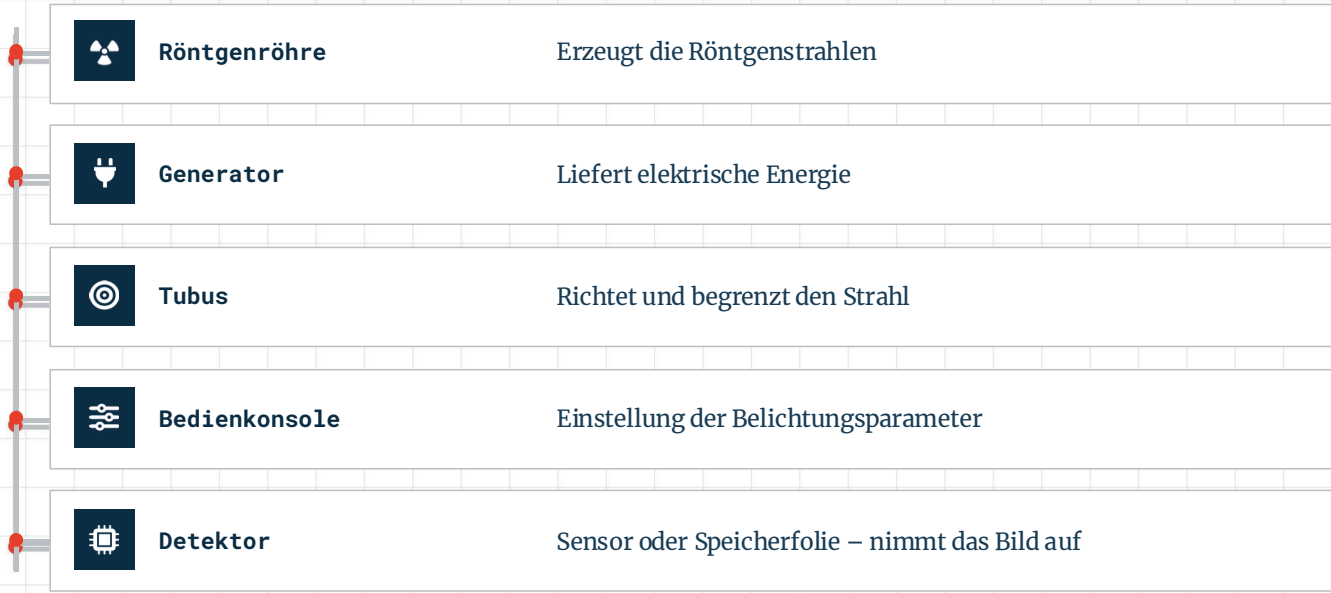 Röntgenröhre Erzeugt die Röntgenstrahlen
Generator Liefert elektrische Energie
Tubus Richtet und begrenzt den Strahl
Bedienkonsole Einstellung der Belichtungsparameter
Detektor Sensor oder Speicherfolie – nimmt das Bild auf